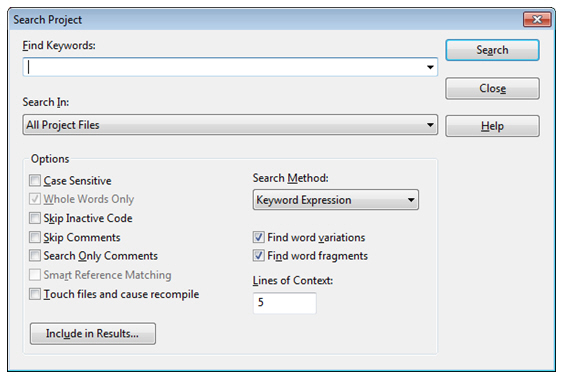 Search Project
Find Keywords:
Search
Close
Search In:
All Project Files
Help
Options
Case Sensitive
Whole Words Only
Skip Inactive Code
Skip Comments
Search Only Comments
Smart Reference Matching
Touch files and cause recompile
Include in Results...
Search Method:
Keyword Expression
Find word variations
Find word fragments
Lines of Context:
5